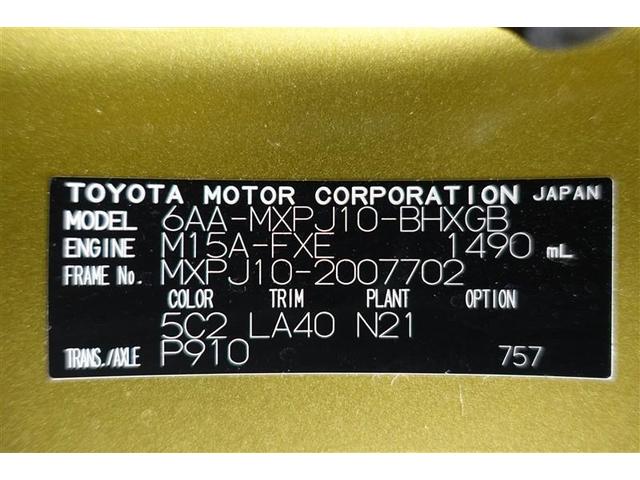 TOYOTA MOTOR CORPORATION JAPAN
MODEL 6AA-MXPJ10-BHXGB
ENGINE M15A-FXE 1490 mL
FRAME No. MXPJ10-2007702
COLOR TRIM PLANT OPTION
5C2 LA40 N21
TRANS./AXLE P910 757